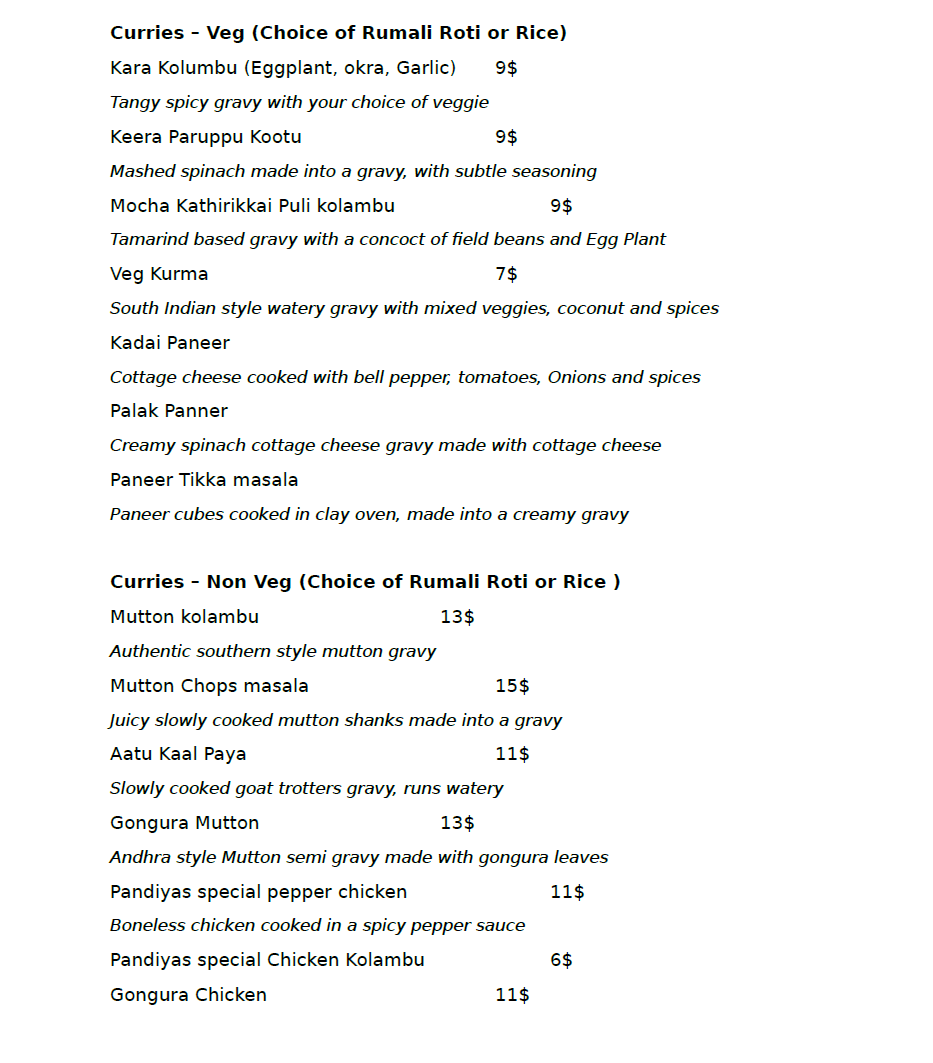 Curries – Veg (Choice of Rumali Roti or Rice)
Kara Kolumbu (Eggplant, okra, Garlic) 9$
Tangy spicy gravy with your choice of veggie
Keera Paruppu Kootu 9$
Mashed spinach made into a gravy, with subtle seasoning
Mocha Kathirikkai Puli kolambu 9$
Tamarind based gravy with a concoct of field beans and Egg Plant
Veg Kurma 7$
South Indian style watery gravy with mixed veggies, coconut and spices
Kadai Paneer
Cottage cheese cooked with bell pepper, tomatoes, Onions and spices
Palak Panner
Creamy spinach cottage cheese gravy made with cottage cheese
Paneer Tikka masala
Paneer cubes cooked in clay oven, made into a creamy gravy
Curries – Non Veg (Choice of Rumali Roti or Rice )
Mutton kolambu 13$
Authentic southern style mutton gravy
Mutton Chops masala 15$
Juicy slowly cooked mutton shanks made into a gravy
Aatu Kaal Paya 11$
Slowly cooked goat trotters gravy, runs watery
Gongura Mutton 13$
Andhra style Mutton semi gravy made with gongura leaves
Pandiyas special pepper chicken 11$
Boneless chicken cooked in a spicy pepper sauce
Pandiyas special Chicken Kolambu 6$
Gongura Chicken 11$